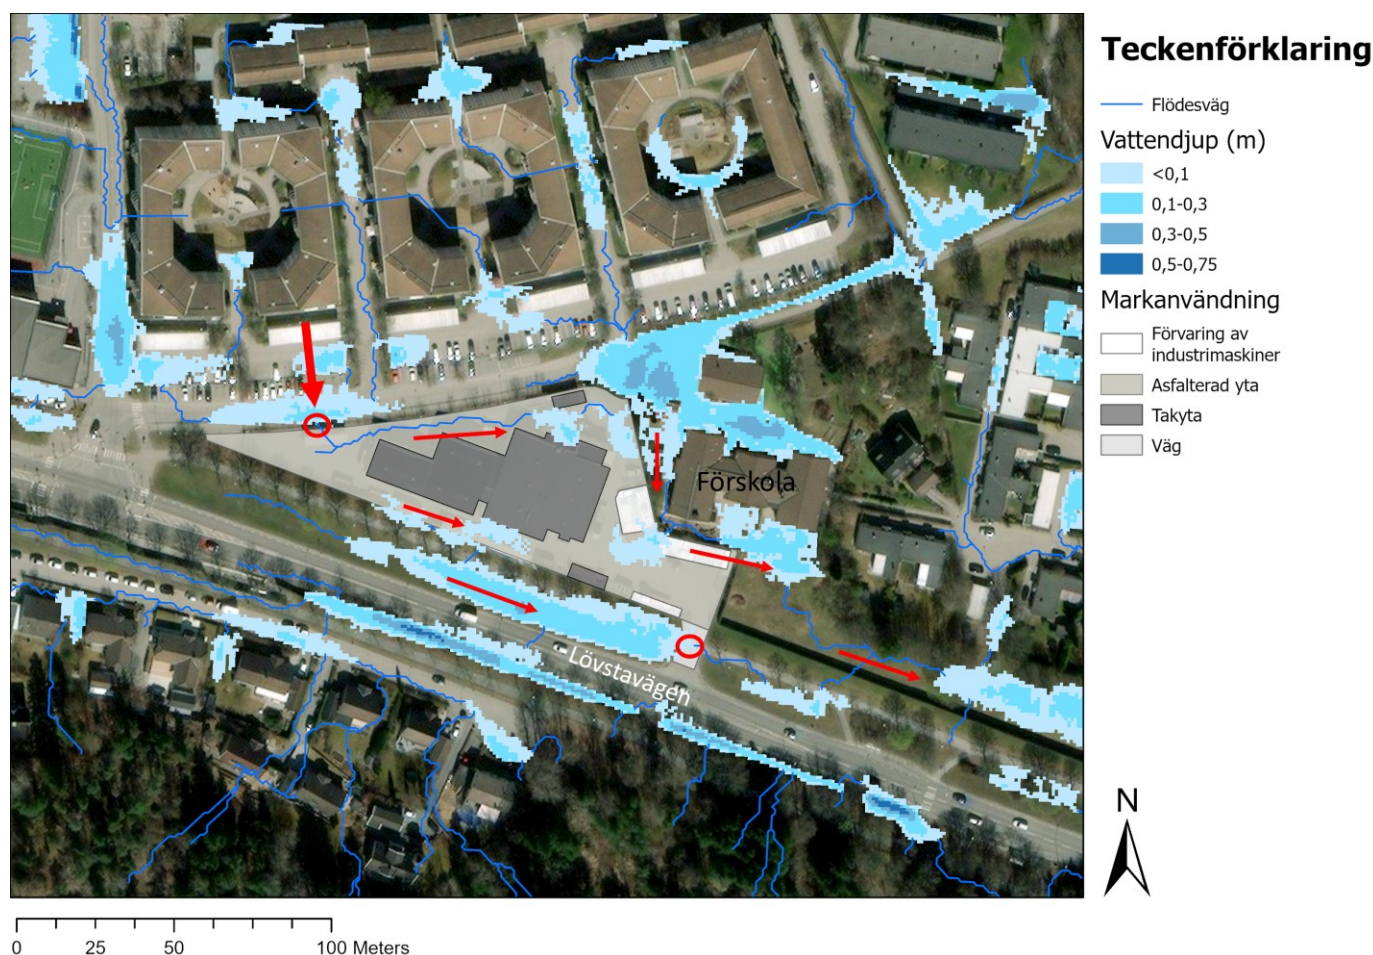 Teckenförklaring
Flödesväg
Vattendjup (m)
<0,1
0,1-0,3
0,3-0,5
0,5-0,75
Markanvändning
Förvaring av
industrimaskiner
Asfalterad yta
Takyta
Väg
Förskola
Lövstavägen
N
0 25 50 100 Meters